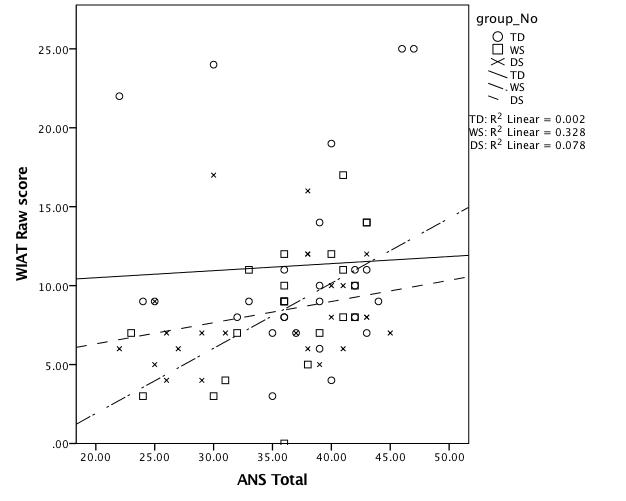 group_No
TD
WS
DS
TD
WS
DS
TD: R² Linear = 0.002
WS: R² Linear = 0.328
DS: R² Linear = 0.078
WIAT Raw score
25.00
20.00
15.00
10.00
5.00
.00
20.00 25.00 30.00 35.00 40.00 45.00 50.00
ANS Total